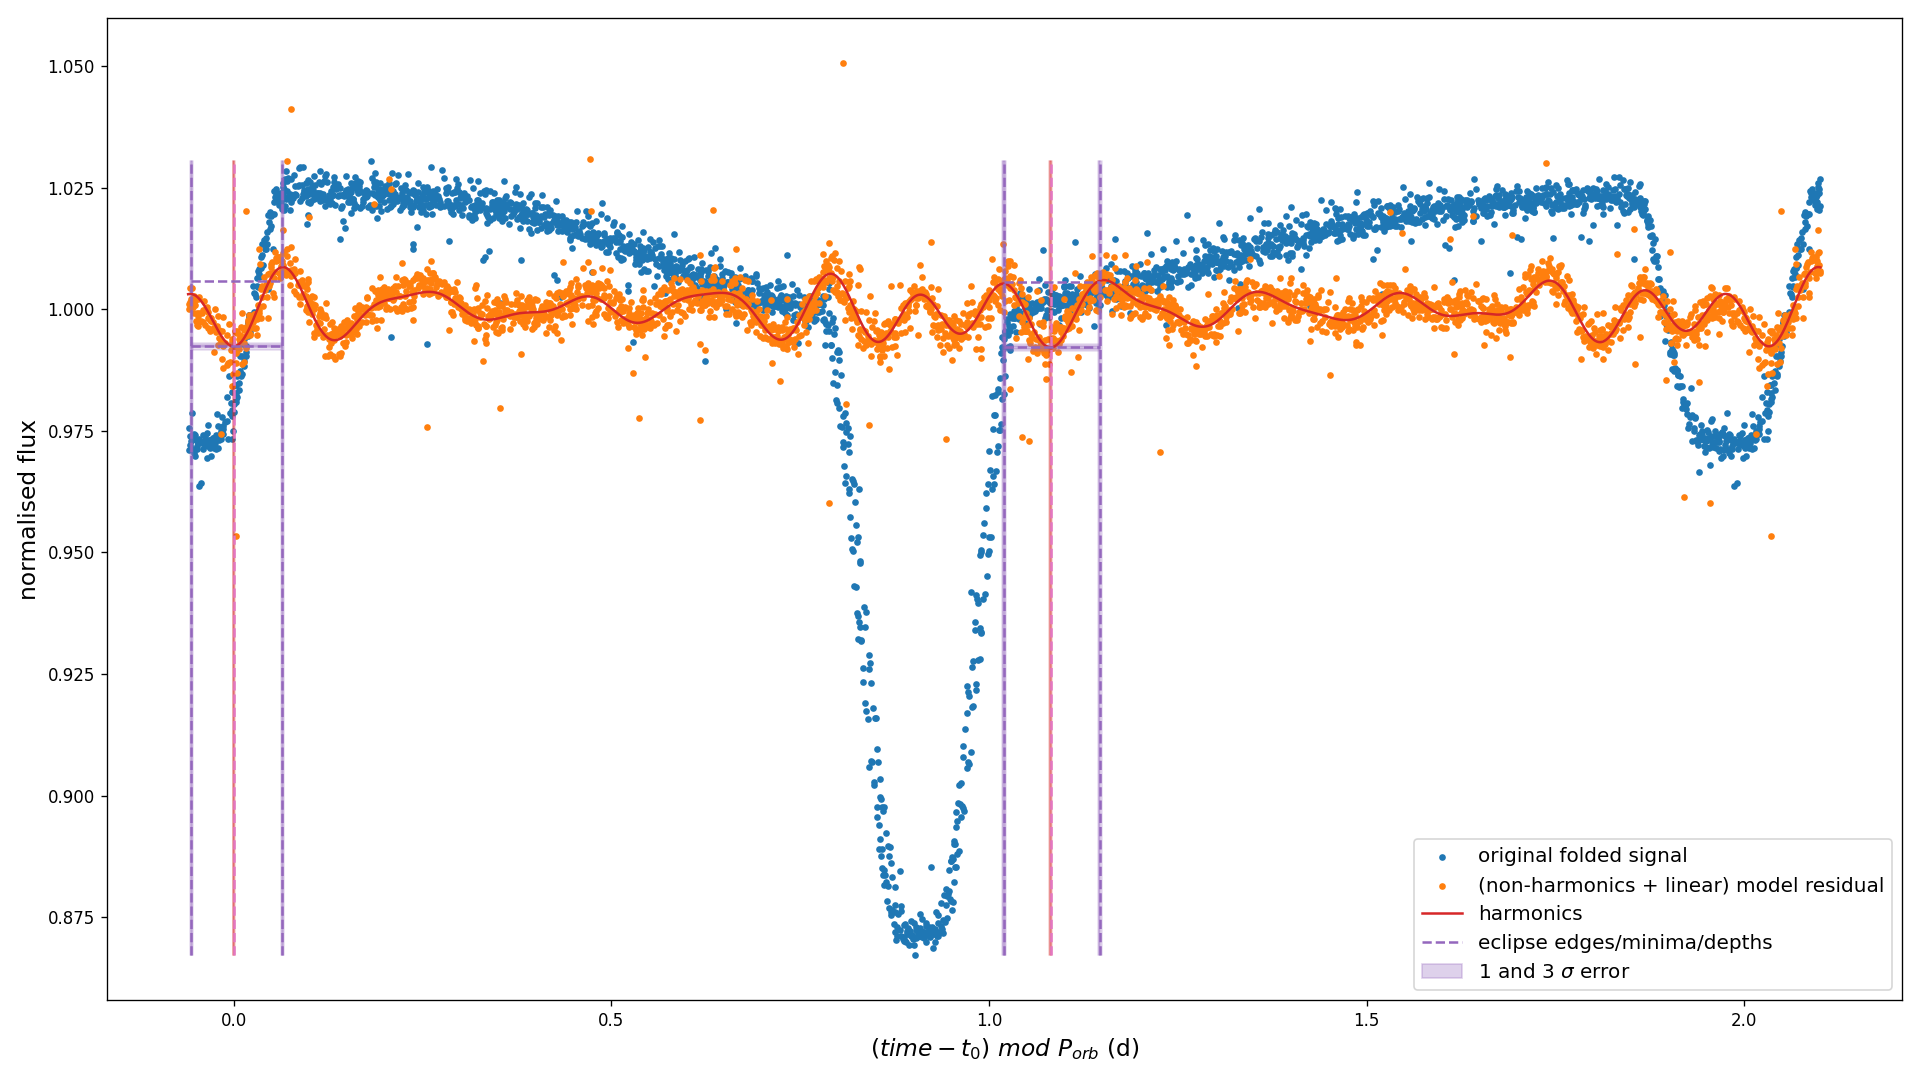 normalised flux
1.050
1.025
1.000
0.975
0.950
0.925
0.900
0.875
0.0 0.5 1.0 1.5 2.0
(time − t₀) mod P_orb (d)
original folded signal
(non-harmonics + linear) model residual
harmonics
eclipse edges/minima/depths
1 and 3 σ error